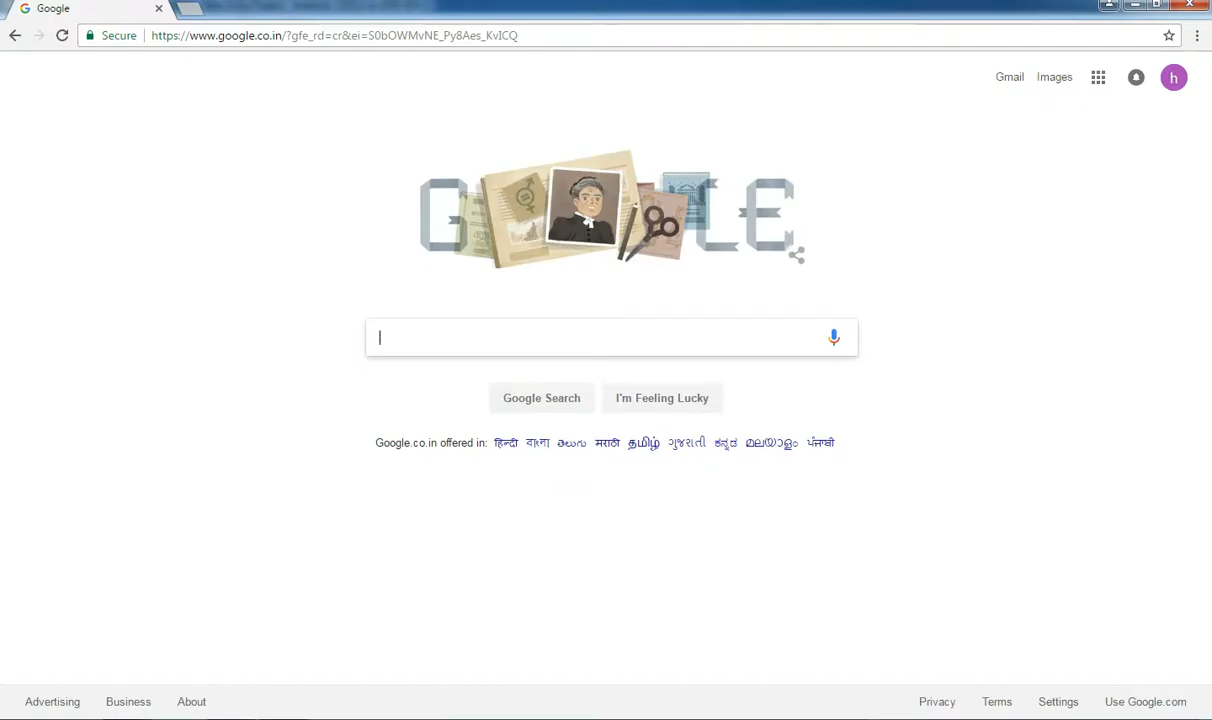 Google
Secure https://www.google.co.in/?gfe_rd=cr&ei=S0bOWMvNE_Py8Aes_KvICQ
Gmail Images h
G LE
Google Search I'm Feeling Lucky
Google.co.in offered in: हिन्दी বাংলা తెలుగు मराठी தமிழ் ગુજરાતી ಕನ್ನಡ മലയാളം ਪੰਜਾਬੀ
Advertising Business About Privacy Terms Settings Use Google.com